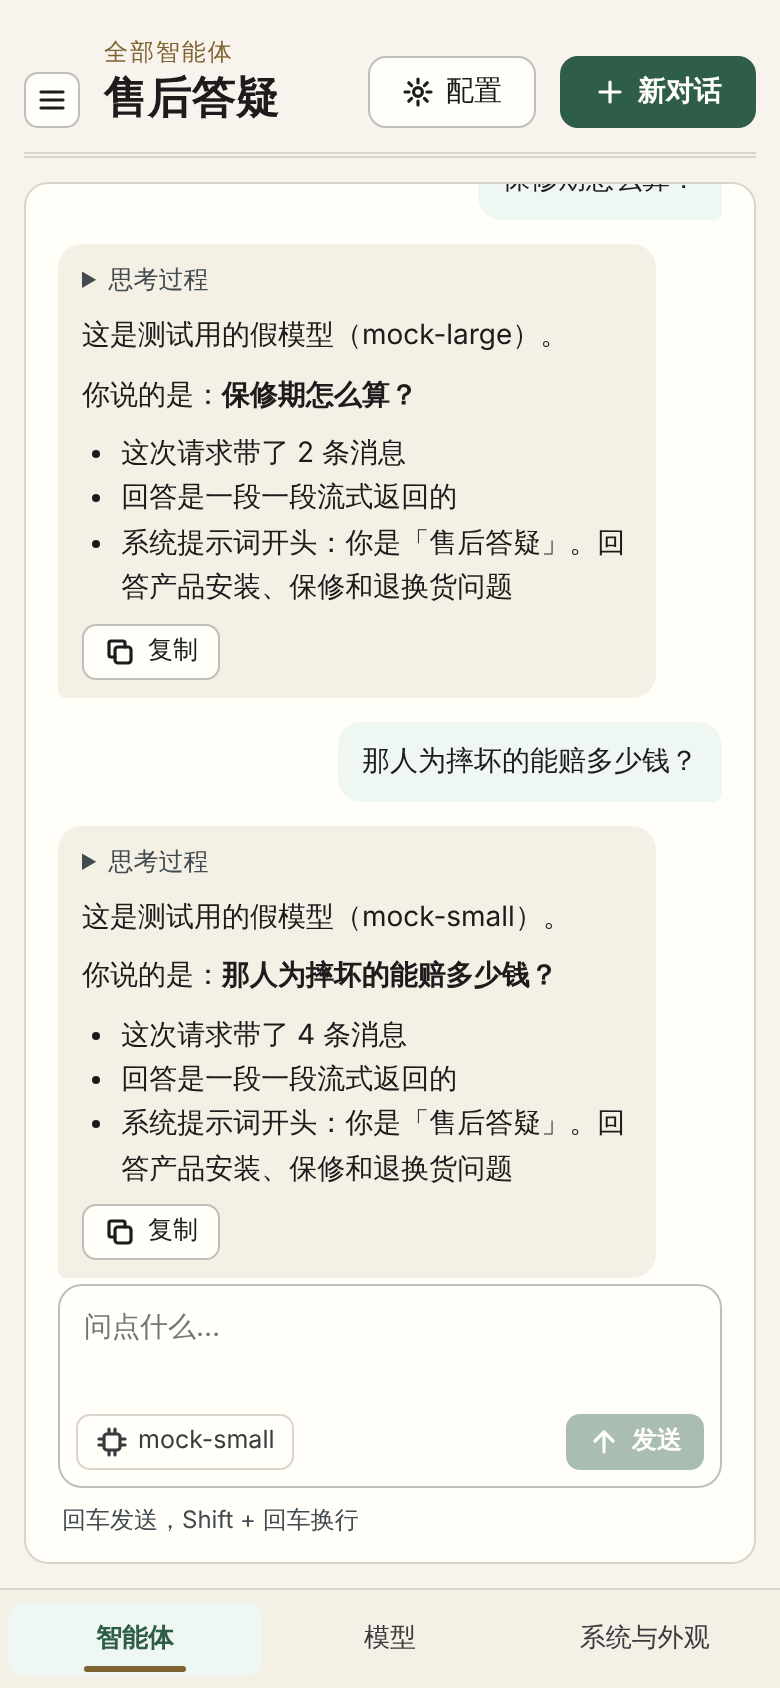 全部智能体
售后答疑
配置
新对话
保修期怎么算？
思考过程
这是测试用的假模型（mock-large）。
你说的是：保修期怎么算？
这次请求带了 2 条消息
回答是一段一段流式返回的
系统提示词开头：你是「售后答疑」。回
答产品安装、保修和退换货问题
复制
那人为摔坏的能赔多少钱？
思考过程
这是测试用的假模型（mock-small）。
你说的是：那人为摔坏的能赔多少钱？
这次请求带了 4 条消息
回答是一段一段流式返回的
系统提示词开头：你是「售后答疑」。回
答产品安装、保修和退换货问题
复制
问点什么...
mock-small
发送
回车发送，Shift + 回车换行
智能体
模型
系统与外观